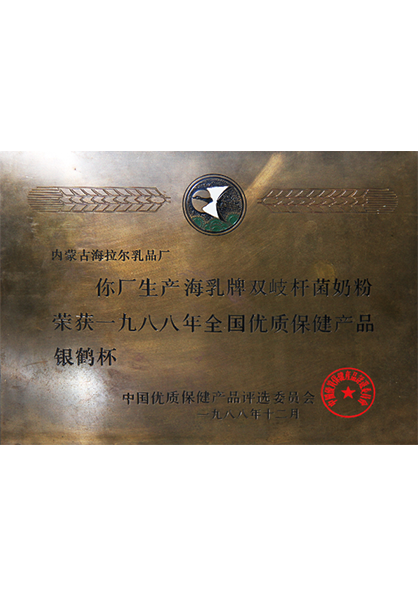 内蒙古海拉尔乳品厂
你厂生产海乳牌双歧杆菌奶粉
荣获一九八八年全国优质保健产品
银鹤杯
中国优质保健产品评选委员会
一九八八年十二月